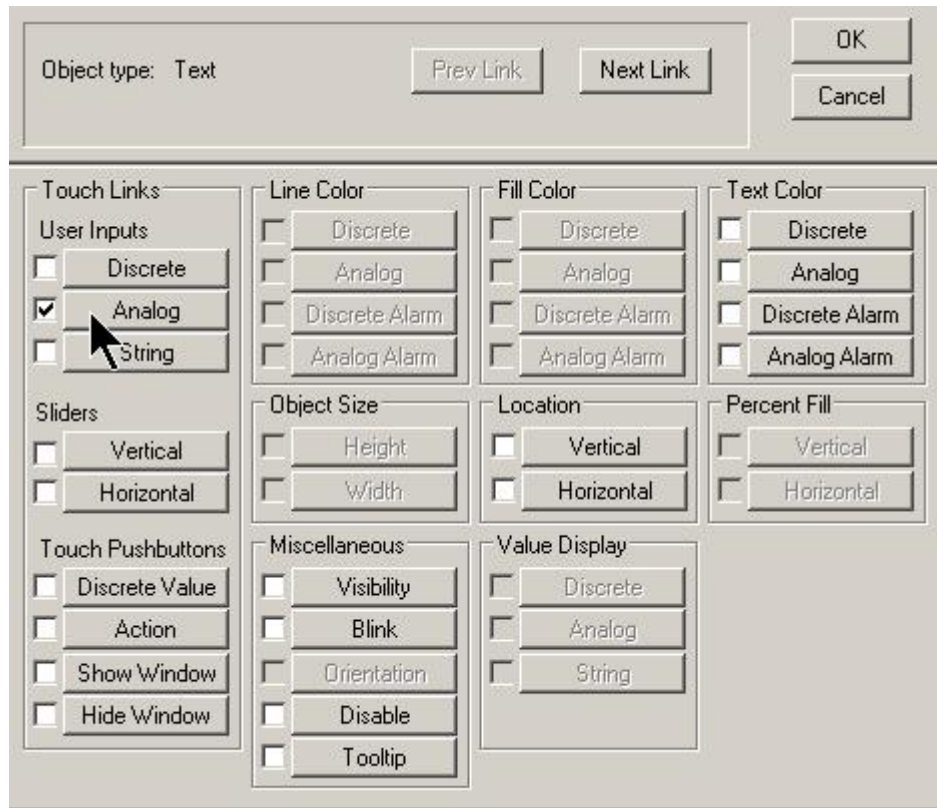 Object type: Text
Prev Link
Next Link
OK
Cancel
Touch Links
User Inputs
Discrete
Analog
String
Sliders
Vertical
Horizontal
Touch Pushbuttons
Discrete Value
Action
Show Window
Hide Window
Line Color
Discrete
Analog
Discrete Alarm
Analog Alarm
Object Size
Height
Width
Miscellaneous
Visibility
Blink
Orientation
Disable
Tooltip
Fill Color
Discrete
Analog
Discrete Alarm
Analog Alarm
Location
Vertical
Horizontal
Value Display
Discrete
Analog
String
Text Color
Discrete
Analog
Discrete Alarm
Analog Alarm
Percent Fill
Vertical
Horizontal